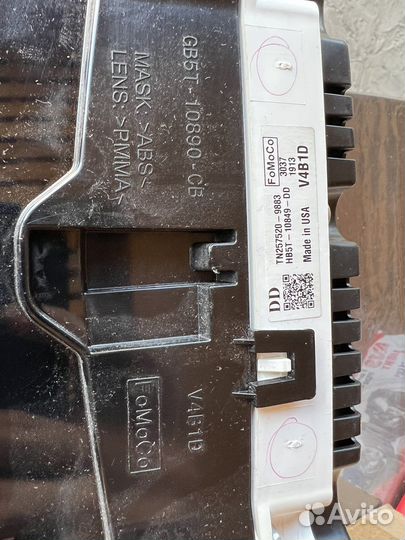 GB5T-10890-CB
MASK: >ABS<
LENS: >PMMA<
FoMoCo
V4B1D
FoMoCo
3037
1913
V4B1D
TN257520-9883
HB5T-10849-DD
Made in USA
DD
Avito